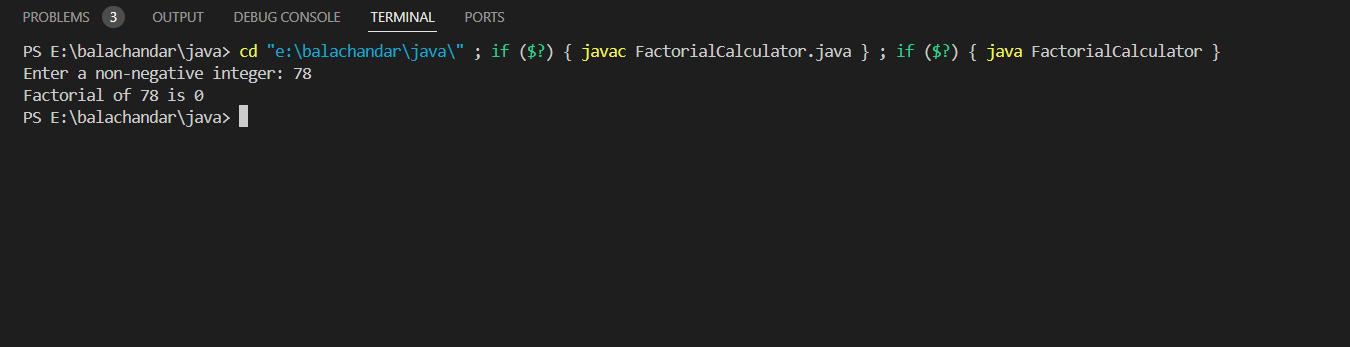 PROBLEMS 3 OUTPUT DEBUG CONSOLE TERMINAL PORTS
PS E:\balachandar\java> cd "e:\balachandar\java\" ; if ($?) { javac FactorialCalculator.java } ; if ($?) { java FactorialCalculator }
Enter a non-negative integer: 78
Factorial of 78 is 0
PS E:\balachandar\java>